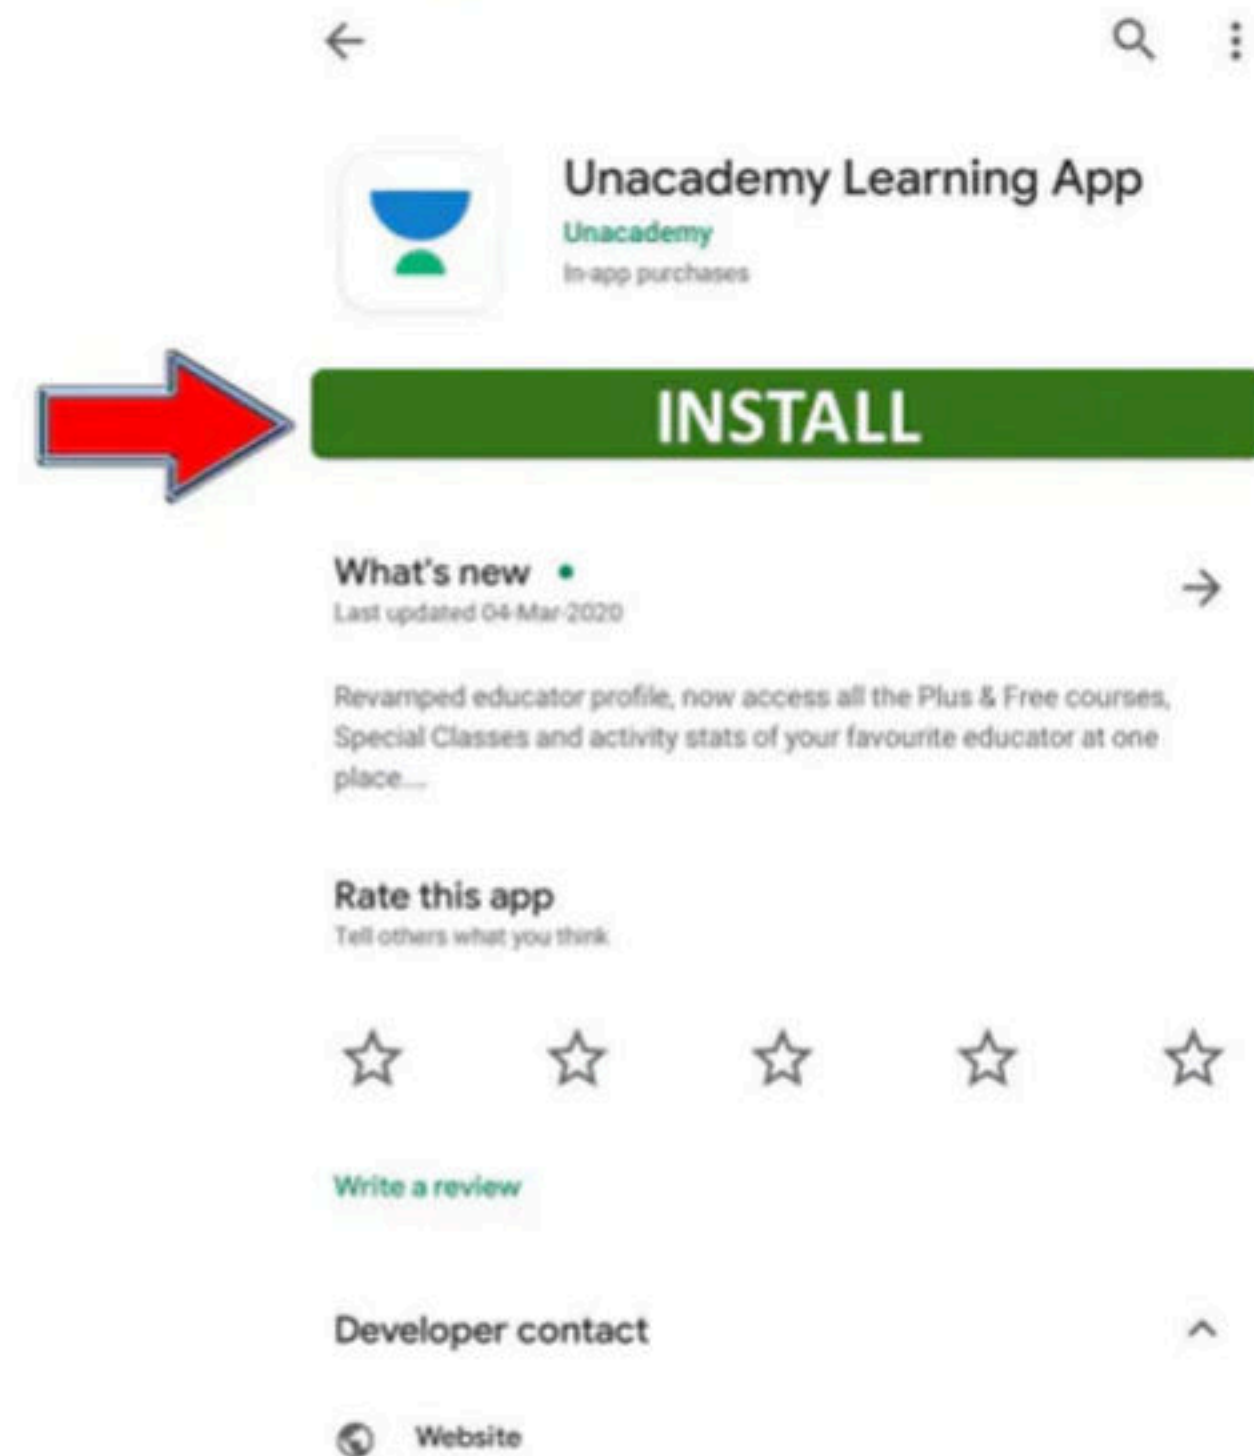 Unacademy Learning App
Unacademy
In-app purchases
INSTALL
What's new
Last updated 04-Mar-2020
Revamped educator profile, now access all the Plus & Free courses,
Special Classes and activity stats of your favourite educator at one
place....
Rate this app
Tell others what you think
Write a review
Developer contact
Website